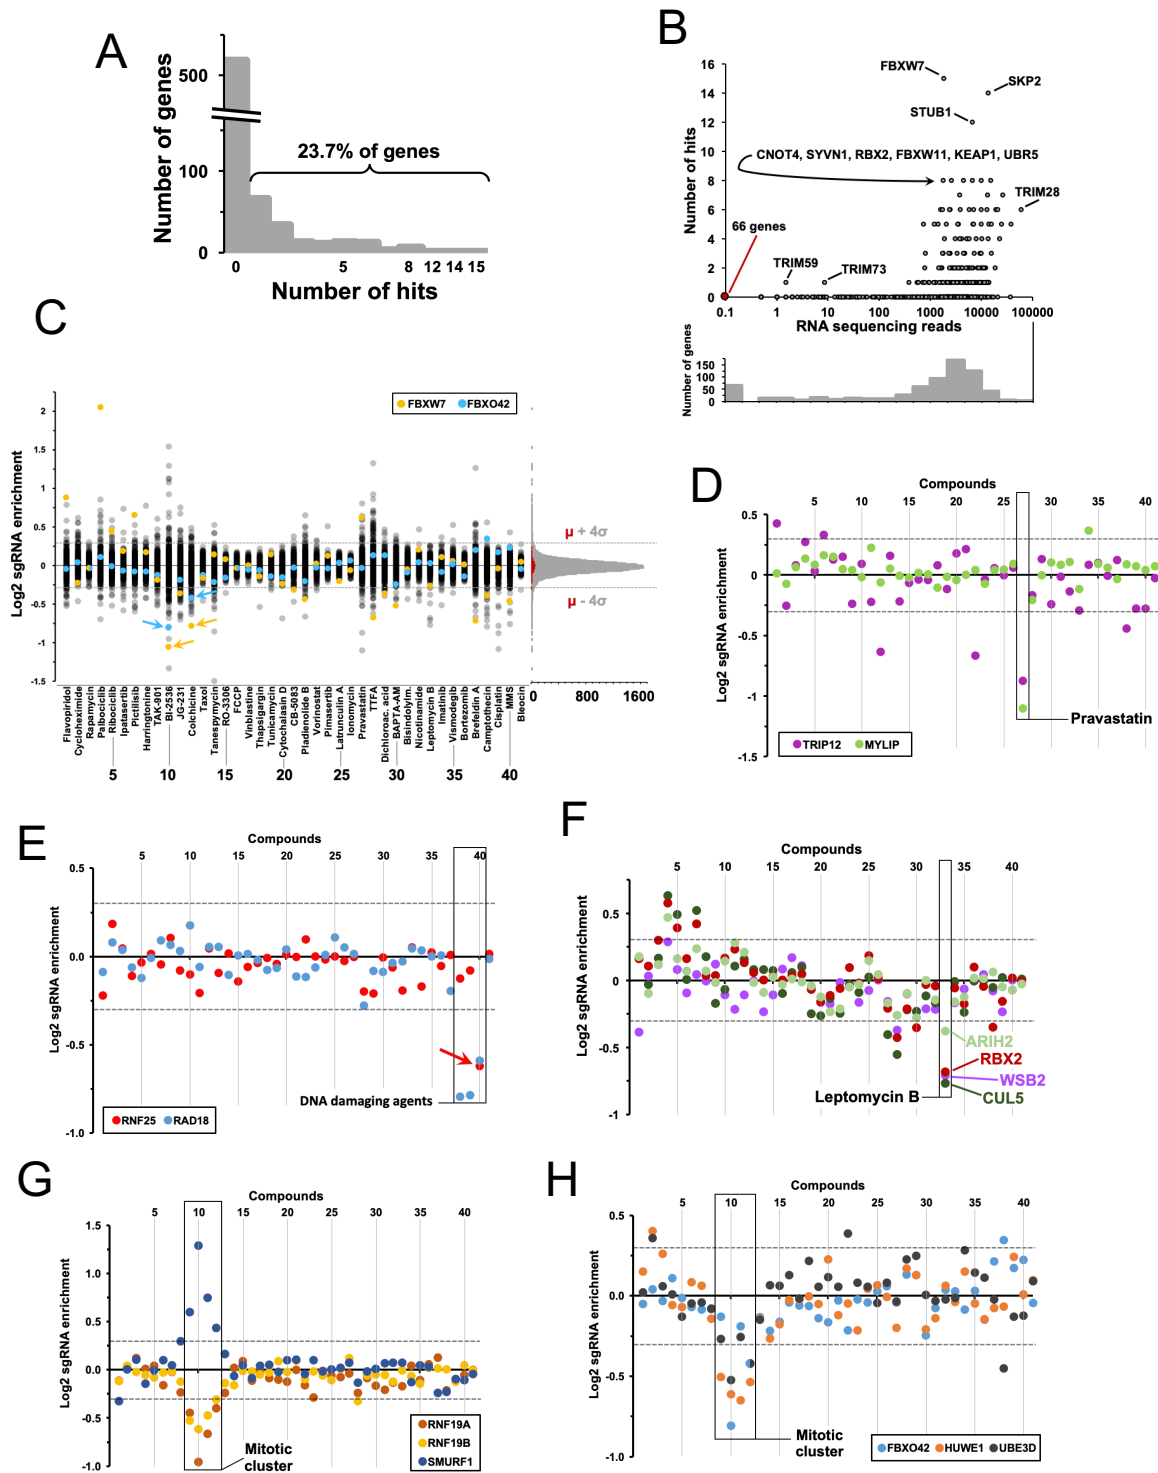 A
Number of genes
500
100
0
23.7% of genes
0 5 8 12 14 15
Number of hits
B
Number of hits
16
14
12
10
8
6
4
2
0
FBXW7
SKP2
STUB1
CNOT4, SYVN1, RBX2, FBXW11, KEAP1, UBR5
TRIM28
66 genes
TRIM59
TRIM73
0.1 1 10 100 1000 10000 100000
RNA sequencing reads
Number of genes
150
100
50
0
C
Log2 sgRNA enrichment
2
1.5
1
0.5
0
-0.5
-1
-1.5
FBXW7 FBXO42
μ + 4σ
μ - 4σ
0 800 1600
Flavopiridol
Cycloheximide
Rapamycin
Palbociclib
Ribociclib
Ipatasertib
Pictilisib
Harringtonine
TAK-901
BI-2536
JG-231
Colchicine
Taxol
Tanespymycin
RO-3306
FCCP
Vinblastine
Thapsigargin
Tunicamycin
Cytochalasin D
CB-5083
Pladienolide B
Vorinostat
Pimasertib
Latrunculin A
Ionomycin
Pravastatin
TTFA
Dichloroac. acid
BAPTA-AM
Bisindolylm.
Nicotinamide
Leptomycin B
Imatinib
Vismodegib
Bortezomib
Brefeldin A
Camptothecin
Cisplatin
MMS
Bleocin
5 10 15 20 25 30 35 40
D
Compounds
5 10 15 20 25 30 35 40
Log2 sgRNA enrichment
0.5
0
-0.5
-1
-1.5
Pravastatin
TRIP12 MYLIP
E
Compounds
5 10 15 20 25 30 35 40
Log2 sgRNA enrichment
0.5
0.0
-0.5
-1.0
DNA damaging agents
RNF25 RAD18
F
Compounds
5 10 15 20 25 30 35 40
Log2 sgRNA enrichment
0.5
0
-0.5
-1
ARIH2
RBX2
WSB2
CUL5
Leptomycin B
G
Compounds
5 10 15 20 25 30 35 40
Log2 sgRNA enrichment
1.5
1.0
0.5
0.0
-0.5
-1.0
Mitotic
cluster
RNF19A
RNF19B
SMURF1
H
Compounds
5 10 15 20 25 30 35 40
Log2 sgRNA enrichment
0.5
0.0
-0.5
-1.0
Mitotic
cluster
FBXO42 HUWE1 UBE3D